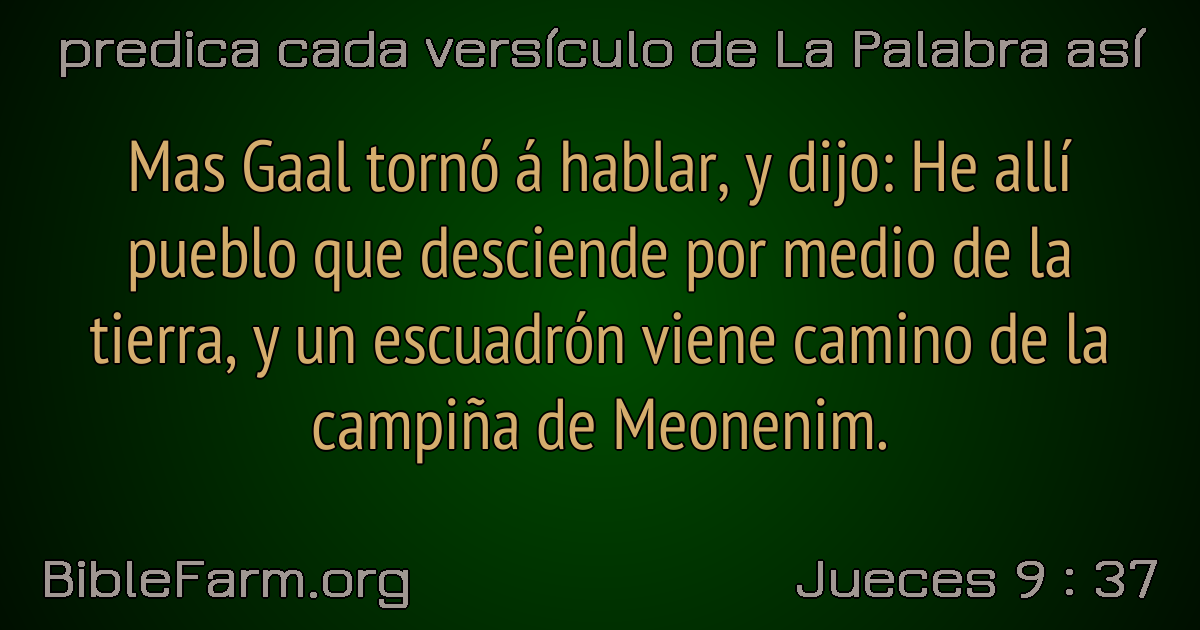 predica cada versículo de La Palabra así
Mas Gaal tornó á hablar, y dijo: He allí
pueblo que desciende por medio de la
tierra, y un escuadrón viene camino de la
campiña de Meonenim.
BibleFarm.org
Jueces 9 : 37